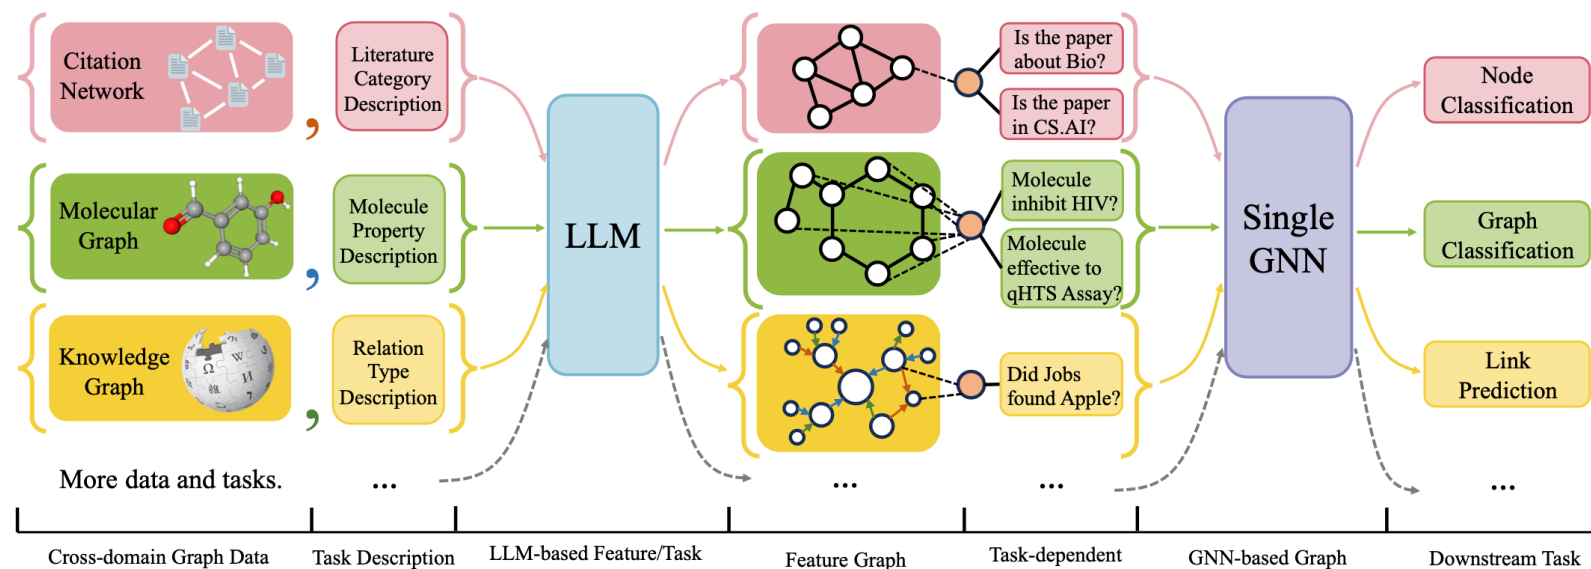 Citation
Network
,
Literature
Category
Description
Is the paper
about Bio?
Is the paper
in CS.AI?
Node
Classification
Molecular
Graph
,
Molecule
Property
Description
LLM
Molecule
inhibit HIV?
Molecule
effective to
qHTS Assay?
Single
GNN
Graph
Classification
Knowledge
Graph
Ω
W
И
維
,
Relation
Type
Description
Did Jobs
found Apple?
Link
Prediction
More data and tasks.
...
...
...
...
Cross-domain Graph Data
Task Description
LLM-based Feature/Task
Feature Graph
Task-dependent
GNN-based Graph
Downstream Task